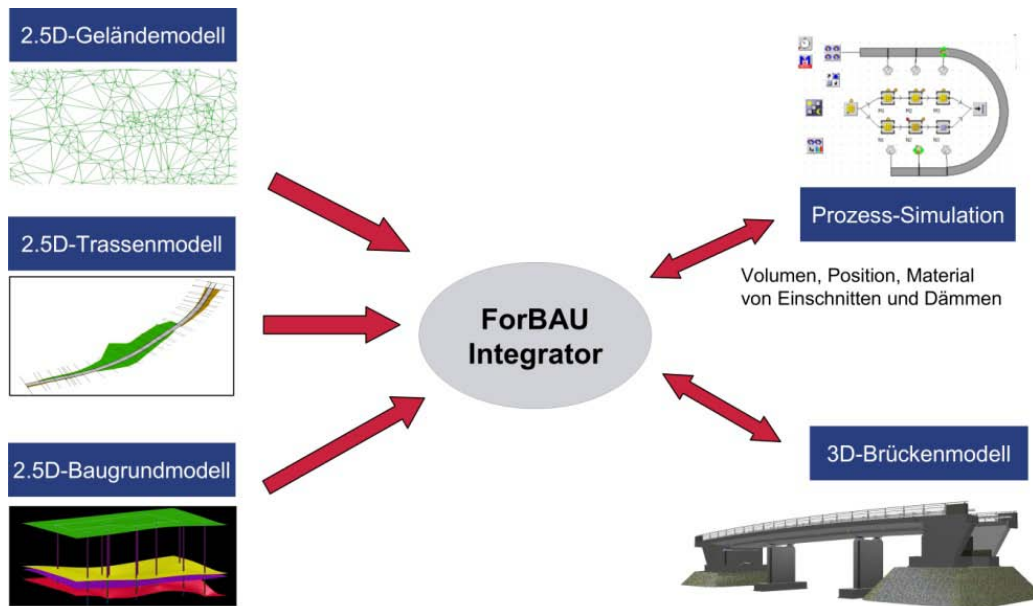 2.5D-Geländemodell
2.5D-Trassenmodell
2.5D-Baugrundmodell
ForBAU
Integrator
Prozess-Simulation
Volumen, Position, Material
von Einschnitten und Dämmen
3D-Brückenmodell